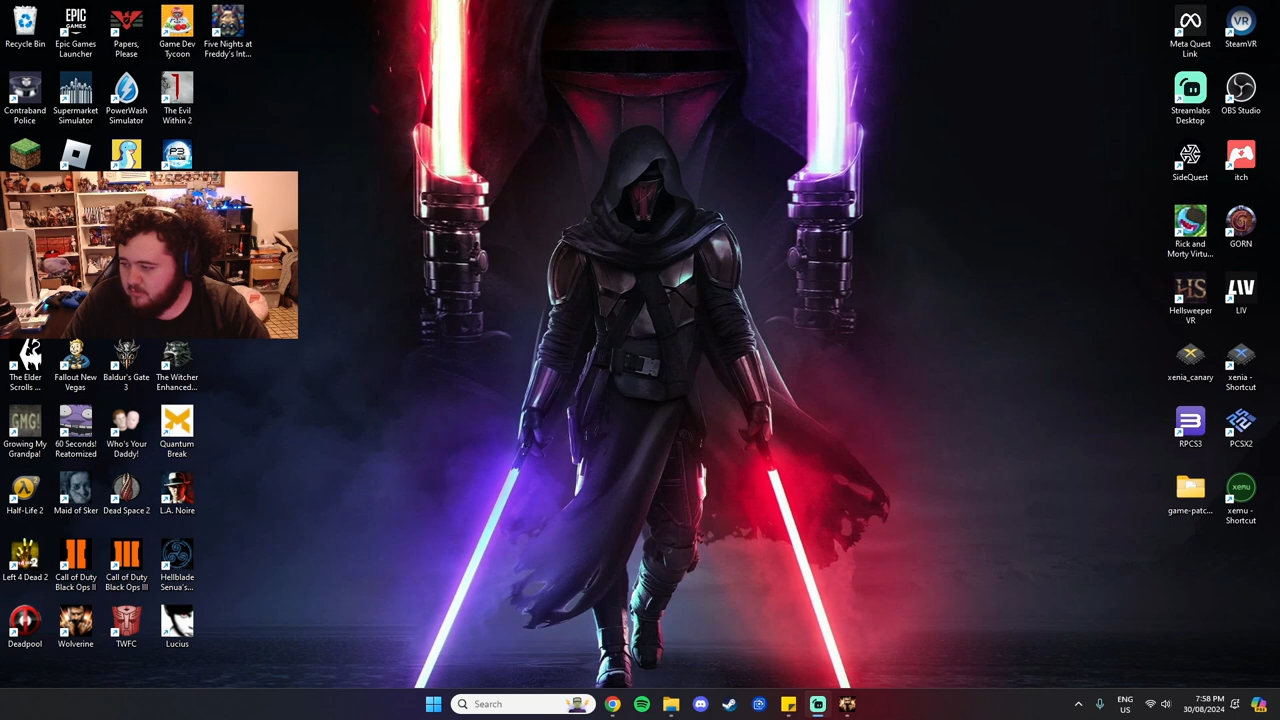 Recycle Bin
Epic Games
Launcher
Papers,
Please
Game Dev
Tycoon
Five Nights at
Freddy's Int...
Meta Quest
Link
SteamVR
EPIC
GAMES
VR
Contraband
Police
Supermarket
Simulator
PowerWash
Simulator
The Evil
Within 2
Streamlabs
Desktop
OBS Studio
P3
SideQuest
itch
Rick and
Morty Virtu...
GORN
HS
LIV
Hellsweeper
VR
LIV
The Elder
Scrolls ...
Fallout New
Vegas
Baldur's Gate
3
The Witcher
Enhanced...
xenia_canary
xenia -
Shortcut
GMG!
Growing My
Grandpa!
60 Seconds!
Reatomized
Who's Your
Daddy!
Quantum
Break
RPCS3
PCSX2
Half-Life 2
Maid of Sker
Dead Space 2
L.A. Noire
game-patc...
xemu
xemu -
Shortcut
Left 4 Dead 2
Call of Duty
Black Ops II
Call of Duty
Black Ops III
Hellblade
Senua's...
Deadpool
Wolverine
TWFC
Lucius
Search
ENG
US
7:58 PM
30/08/2024